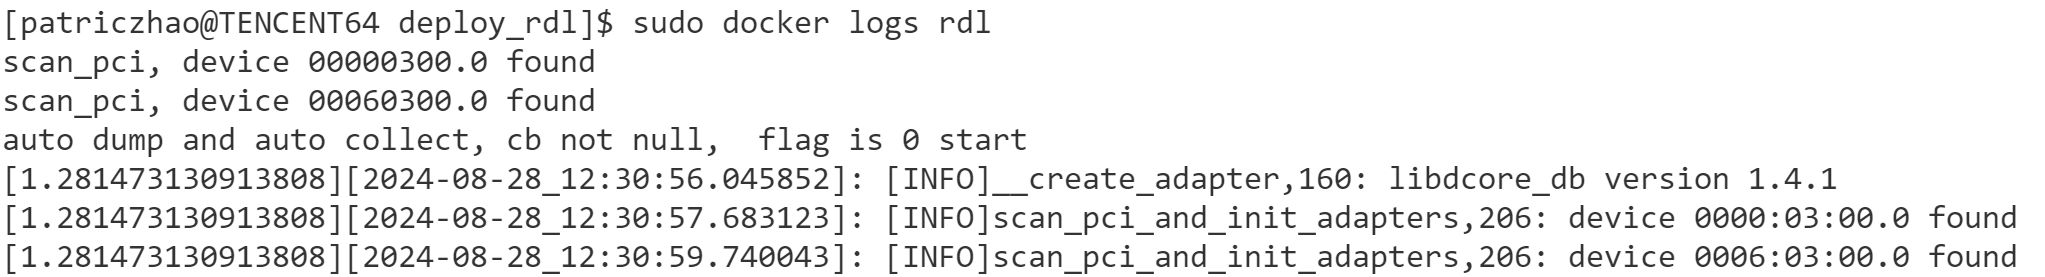 [patriczhao@TENCENT64 deploy_rdl]$ sudo docker logs rdl
scan_pci, device 00000300.0 found
scan_pci, device 00060300.0 found
auto dump and auto collect, cb not null,  flag is 0 start
[1.281473130913808][2024-08-28_12:30:56.045852]: [INFO]__create_adapter,160: libdcore_db version 1.4.1
[1.281473130913808][2024-08-28_12:30:57.683123]: [INFO]scan_pci_and_init_adapters,206: device 0000:03:00.0 found
[1.281473130913808][2024-08-28_12:30:59.740043]: [INFO]scan_pci_and_init_adapters,206: device 0006:03:00.0 found